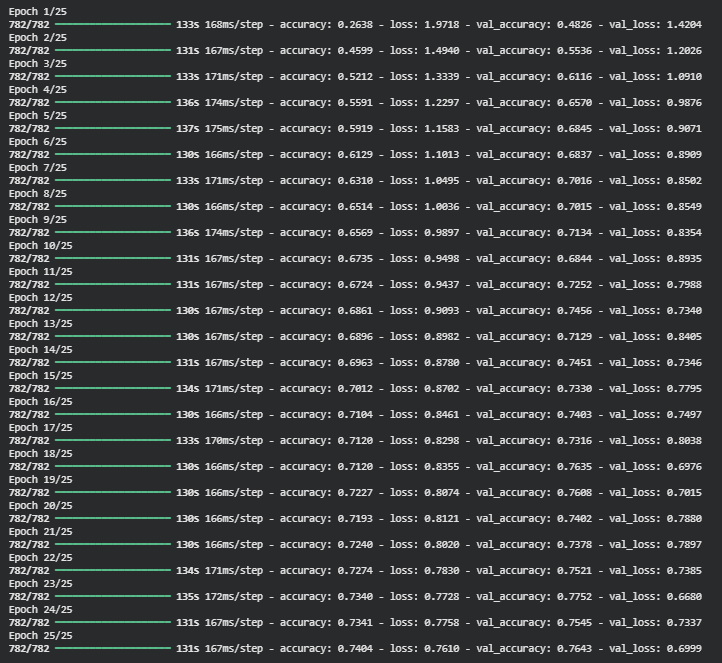 Epoch 1/25
782/782 ━━━━━━━━━━━━━━━━━━━━ 133s 168ms/step - accuracy: 0.2638 - loss: 1.9718 - val_accuracy: 0.4826 - val_loss: 1.4204
Epoch 2/25
782/782 ━━━━━━━━━━━━━━━━━━━━ 131s 167ms/step - accuracy: 0.4599 - loss: 1.4940 - val_accuracy: 0.5536 - val_loss: 1.2026
Epoch 3/25
782/782 ━━━━━━━━━━━━━━━━━━━━ 133s 171ms/step - accuracy: 0.5212 - loss: 1.3339 - val_accuracy: 0.6116 - val_loss: 1.0910
Epoch 4/25
782/782 ━━━━━━━━━━━━━━━━━━━━ 136s 174ms/step - accuracy: 0.5591 - loss: 1.2297 - val_accuracy: 0.6570 - val_loss: 0.9876
Epoch 5/25
782/782 ━━━━━━━━━━━━━━━━━━━━ 137s 175ms/step - accuracy: 0.5919 - loss: 1.1583 - val_accuracy: 0.6845 - val_loss: 0.9071
Epoch 6/25
782/782 ━━━━━━━━━━━━━━━━━━━━ 130s 166ms/step - accuracy: 0.6129 - loss: 1.1013 - val_accuracy: 0.6837 - val_loss: 0.8909
Epoch 7/25
782/782 ━━━━━━━━━━━━━━━━━━━━ 133s 171ms/step - accuracy: 0.6310 - loss: 1.0495 - val_accuracy: 0.7016 - val_loss: 0.8502
Epoch 8/25
782/782 ━━━━━━━━━━━━━━━━━━━━ 130s 166ms/step - accuracy: 0.6514 - loss: 1.0036 - val_accuracy: 0.7015 - val_loss: 0.8549
Epoch 9/25
782/782 ━━━━━━━━━━━━━━━━━━━━ 136s 174ms/step - accuracy: 0.6569 - loss: 0.9897 - val_accuracy: 0.7134 - val_loss: 0.8354
Epoch 10/25
782/782 ━━━━━━━━━━━━━━━━━━━━ 131s 167ms/step - accuracy: 0.6735 - loss: 0.9498 - val_accuracy: 0.6844 - val_loss: 0.8935
Epoch 11/25
782/782 ━━━━━━━━━━━━━━━━━━━━ 131s 167ms/step - accuracy: 0.6724 - loss: 0.9437 - val_accuracy: 0.7252 - val_loss: 0.7988
Epoch 12/25
782/782 ━━━━━━━━━━━━━━━━━━━━ 130s 167ms/step - accuracy: 0.6861 - loss: 0.9093 - val_accuracy: 0.7456 - val_loss: 0.7340
Epoch 13/25
782/782 ━━━━━━━━━━━━━━━━━━━━ 130s 167ms/step - accuracy: 0.6896 - loss: 0.8982 - val_accuracy: 0.7129 - val_loss: 0.8405
Epoch 14/25
782/782 ━━━━━━━━━━━━━━━━━━━━ 131s 167ms/step - accuracy: 0.6963 - loss: 0.8780 - val_accuracy: 0.7451 - val_loss: 0.7346
Epoch 15/25
782/782 ━━━━━━━━━━━━━━━━━━━━ 134s 171ms/step - accuracy: 0.7012 - loss: 0.8702 - val_accuracy: 0.7330 - val_loss: 0.7795
Epoch 16/25
782/782 ━━━━━━━━━━━━━━━━━━━━ 130s 166ms/step - accuracy: 0.7104 - loss: 0.8461 - val_accuracy: 0.7403 - val_loss: 0.7497
Epoch 17/25
782/782 ━━━━━━━━━━━━━━━━━━━━ 133s 170ms/step - accuracy: 0.7120 - loss: 0.8298 - val_accuracy: 0.7316 - val_loss: 0.8038
Epoch 18/25
782/782 ━━━━━━━━━━━━━━━━━━━━ 130s 166ms/step - accuracy: 0.7120 - loss: 0.8355 - val_accuracy: 0.7635 - val_loss: 0.6976
Epoch 19/25
782/782 ━━━━━━━━━━━━━━━━━━━━ 130s 166ms/step - accuracy: 0.7227 - loss: 0.8074 - val_accuracy: 0.7608 - val_loss: 0.7015
Epoch 20/25
782/782 ━━━━━━━━━━━━━━━━━━━━ 130s 166ms/step - accuracy: 0.7193 - loss: 0.8121 - val_accuracy: 0.7402 - val_loss: 0.7880
Epoch 21/25
782/782 ━━━━━━━━━━━━━━━━━━━━ 130s 166ms/step - accuracy: 0.7240 - loss: 0.8020 - val_accuracy: 0.7378 - val_loss: 0.7897
Epoch 22/25
782/782 ━━━━━━━━━━━━━━━━━━━━ 134s 171ms/step - accuracy: 0.7274 - loss: 0.7830 - val_accuracy: 0.7521 - val_loss: 0.7385
Epoch 23/25
782/782 ━━━━━━━━━━━━━━━━━━━━ 135s 172ms/step - accuracy: 0.7340 - loss: 0.7728 - val_accuracy: 0.7752 - val_loss: 0.6680
Epoch 24/25
782/782 ━━━━━━━━━━━━━━━━━━━━ 131s 167ms/step - accuracy: 0.7341 - loss: 0.7758 - val_accuracy: 0.7545 - val_loss: 0.7337
Epoch 25/25
782/782 ━━━━━━━━━━━━━━━━━━━━ 131s 167ms/step - accuracy: 0.7404 - loss: 0.7610 - val_accuracy: 0.7643 - val_loss: 0.6999